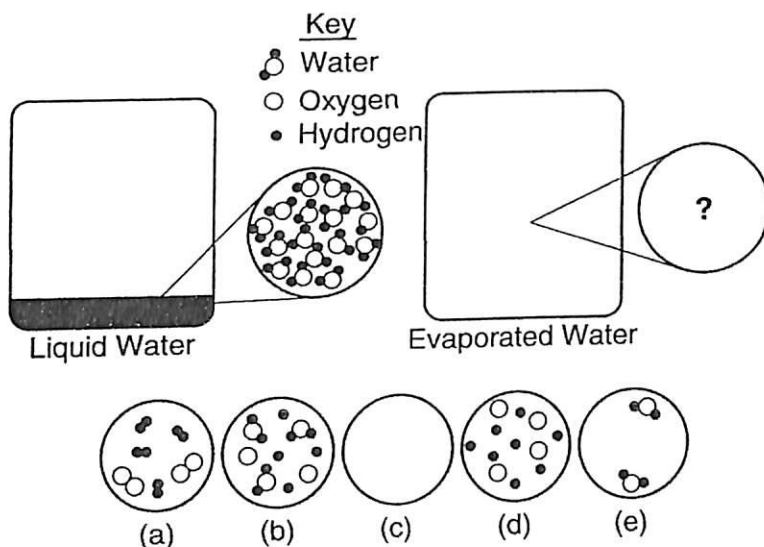 Key
Water
Oxygen
Hydrogen
?
Liquid Water
Evaporated Water
(a) (b) (c) (d) (e)